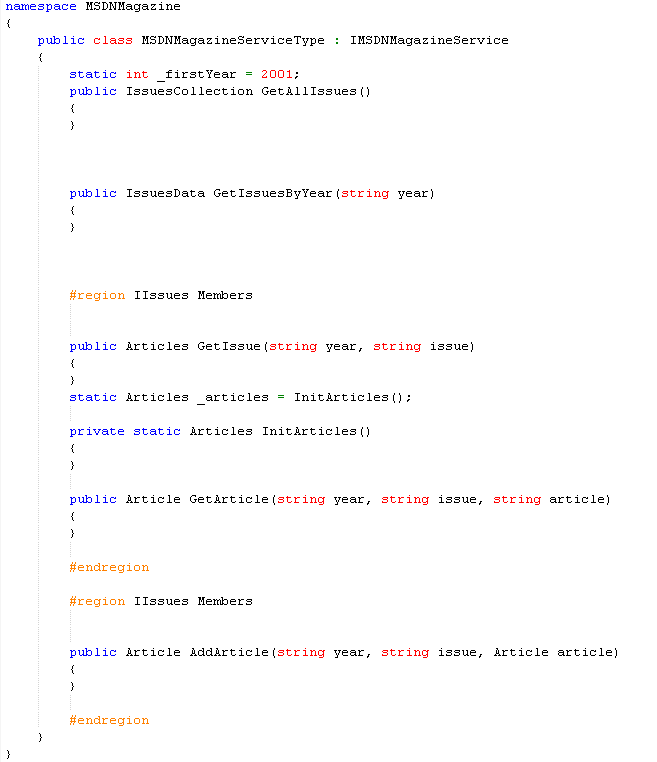 namespace MSDNMagazine
{
public class MSDNMagazineServiceType : IMSDNMagazineService
{
static int _firstYear = 2001;
public IssuesCollection GetAllIssues()
{
}
public IssuesData GetIssuesByYear(string year)
{
}
#region IIssues Members
public Articles GetIssue(string year, string issue)
{
}
static Articles _articles = InitArticles();
private static Articles InitArticles()
{
}
public Article GetArticle(string year, string issue, string article)
{
}
#endregion
#region IIssues Members
public Article AddArticle(string year, string issue, Article article)
{
}
#endregion
}
}